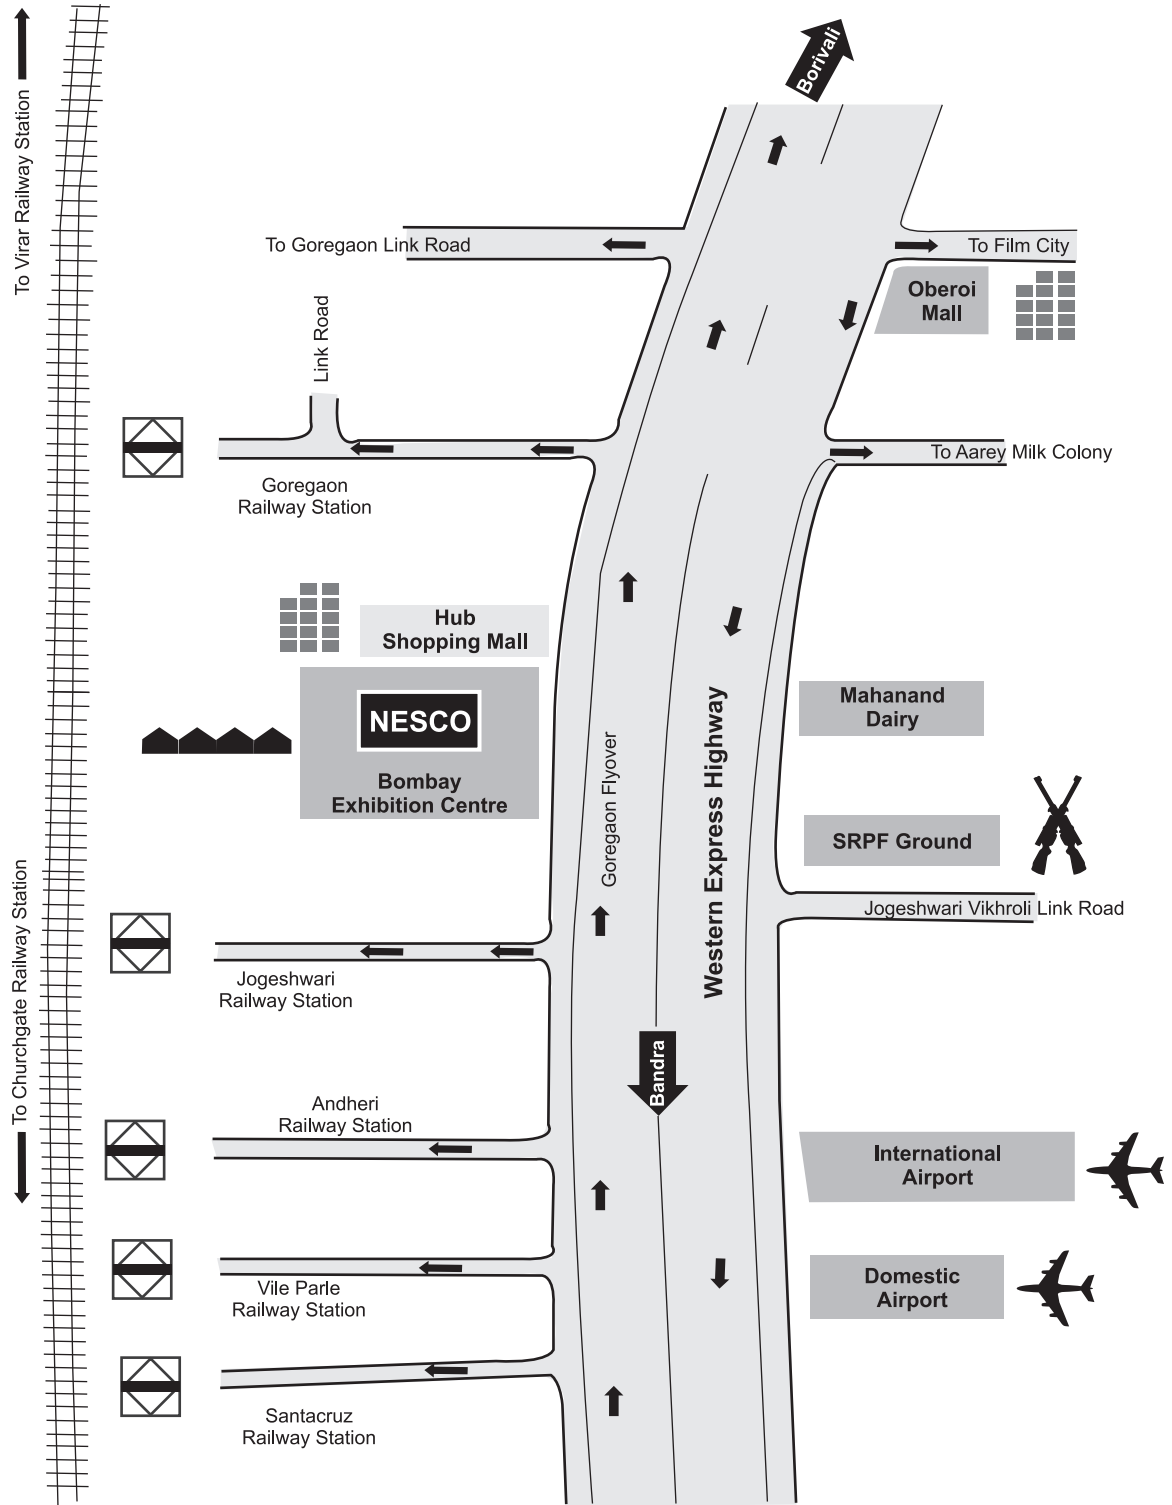 Borivali
To Virar Railway Station
To Goregaon Link Road
To Film City
Oberoi
Mall
Link Road
To Aarey Milk Colony
Goregaon
Railway Station
Hub
Shopping Mall
NESCO
Bombay
Exhibition Centre
Goregaon Flyover
Western Express Highway
Mahanand
Dairy
SRPF Ground
Jogeshwari Vikhroli Link Road
To Churchgate Railway Station
Jogeshwari
Railway Station
Bandra
Andheri
Railway Station
International
Airport
Vile Parle
Railway Station
Domestic
Airport
Santacruz
Railway Station